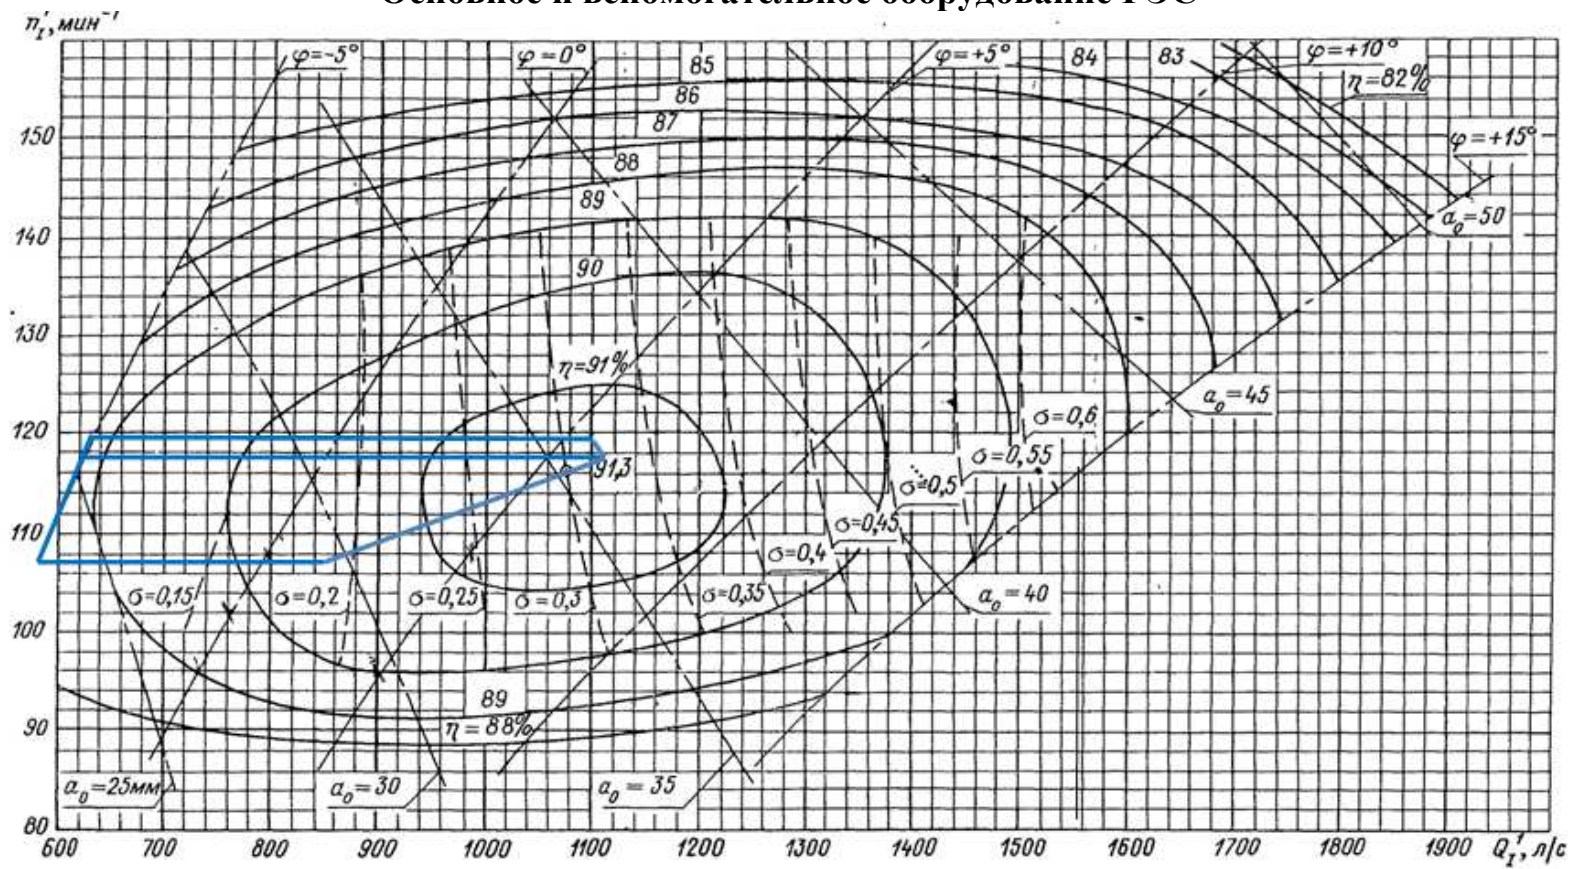 Основное и вспомогательное оборудование ГЭС
n'I, мин⁻¹
φ=-5°
φ=0°
85
φ=+5°
84
83
φ=+10°
η=82%
86
87
150
φ=+15°
88
89
a₀=50
140
90
130
η=91%
a₀=45
σ=0,6
120
σ=0,55
91,3
σ=0,5
σ=0,45
110
σ=0,4
σ=0,15
σ=0,2
σ=0,25
σ=0,3
σ=0,35
a₀=40
100
89
η=88%
90
a₀=25мм
a₀=30
a₀=35
80
600 700 800 900 1000 1100 1200 1300 1400 1500 1600 1700 1800 1900 Q'I, л/с